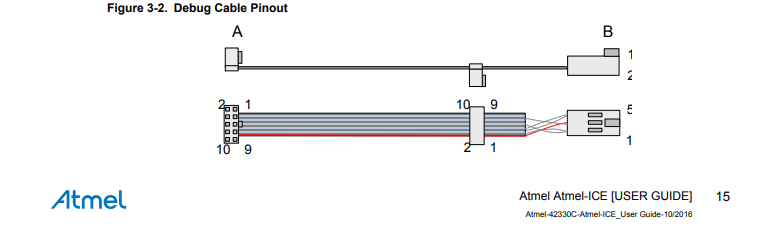 Figure 3-2. Debug Cable Pinout
A B
1
2
2 1 10 9 5
10 9 2 1 1
Atmel
Atmel Atmel-ICE [USER GUIDE] 15
Atmel-42330C-Atmel-ICE_User Guide-10/2016